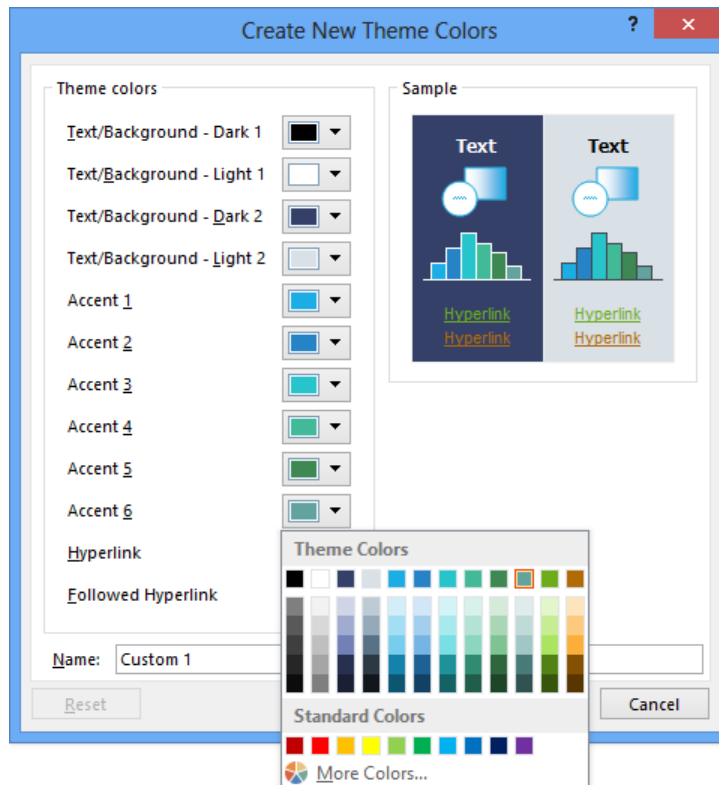 Create New Theme Colors
?
Theme colors
Text/Background - Dark 1
Text/Background - Light 1
Text/Background - Dark 2
Text/Background - Light 2
Accent 1
Accent 2
Accent 3
Accent 4
Accent 5
Accent 6
Hyperlink
Followed Hyperlink
Sample
Text Text
Hyperlink Hyperlink
Hyperlink Hyperlink
Name: Custom 1
Reset Cancel
Theme Colors
Standard Colors
More Colors...